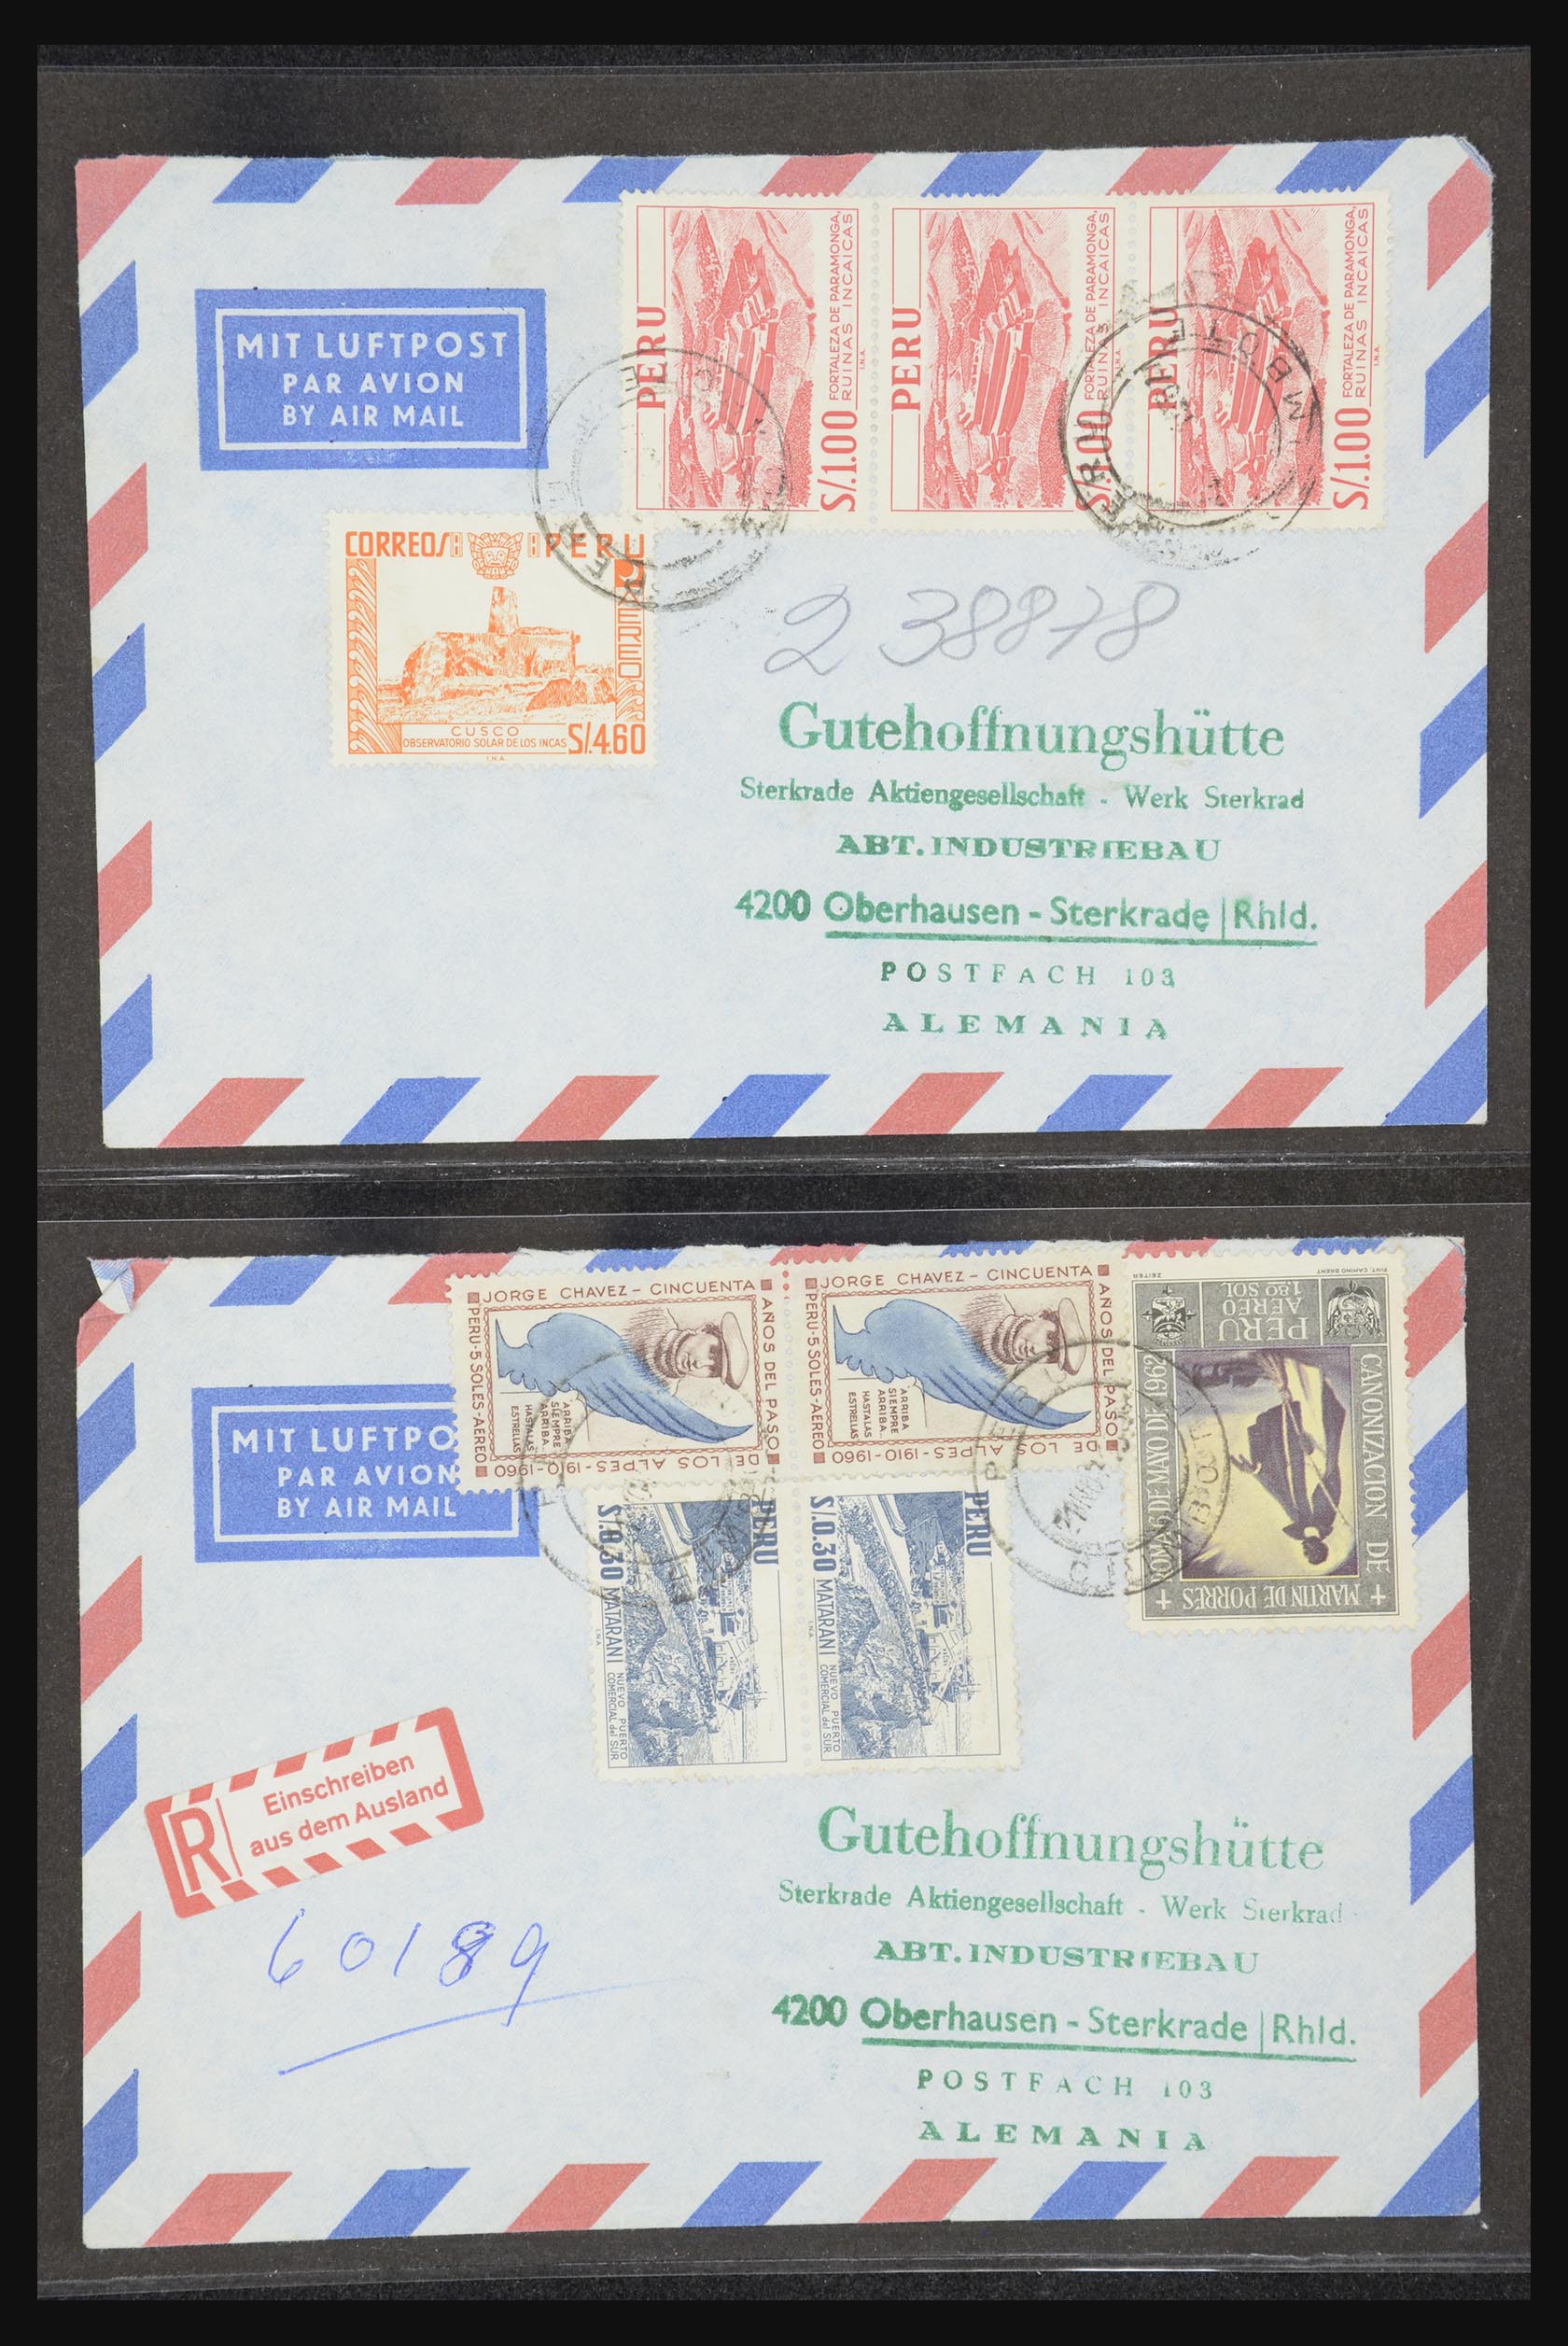 MIT LUFTPOST
PAR AVION
BY AIR MAIL
PERU
S/.1.00
FORTALEZA DE PARAMONGA,
RUINAS INCAICAS
I.N.A.
PERU
S/.1.00
FORTALEZA DE PARAMONGA,
RUINAS INCAICAS
I.N.A.
PERU
S/.1.00
FORTALEZA DE PARAMONGA,
RUINAS INCAICAS
I.N.A.
CORREOS PERU
AEREO
CUSCO
OBSERVATORIO SOLAR DE LOS INCAS S/.4.60
I.N.A.
2 38878
Gutehoffnungshütte
Sterkrade Aktiengesellschaft - Werk Sterkrad
ABT. INDUSTRIEBAU
4200 Oberhausen - Sterkrade | Rhld.
POSTFACH 103
ALEMANIA
MIT LUFTPO
PAR AVION
BY AIR MAIL
JORGE CHAVEZ - CINCUENTA
AÑOS DEL PASO
DE LOS ALPES - 1910-1960
PERU-5 SOLES-AEREO
ARRIBA
SIEMPRE
ARRIBA
HASTA LAS
ESTRELLAS
JORGE CHAVEZ - CINCUENTA
AÑOS DEL PASO
DE LOS ALPES - 1910-1960
PERU-5 SOLES-AEREO
ARRIBA
SIEMPRE
ARRIBA
HASTA LAS
ESTRELLAS
PINT. CAMINO BRENT
ZEITER
PERU
AEREO
1.80 SOL
CANONIZACION DE
+ MARTIN DE PORRES +
6 DE MAYO DE 1962
PERU
S/.0.30 MATARANI
NUEVO PUERTO
COMERCIAL del SUR
I.N.A.
PERU
S/.0.30 MATARANI
NUEVO PUERTO
COMERCIAL del SUR
I.N.A.
R
Einschreiben
aus dem Ausland
60189
Gutehoffnungshütte
Sterkrade Aktiengesellschaft - Werk Sterkrad
ABT. INDUSTRIEBAU
4200 Oberhausen - Sterkrade | Rhld.
POSTFACH 103
ALEMANIA